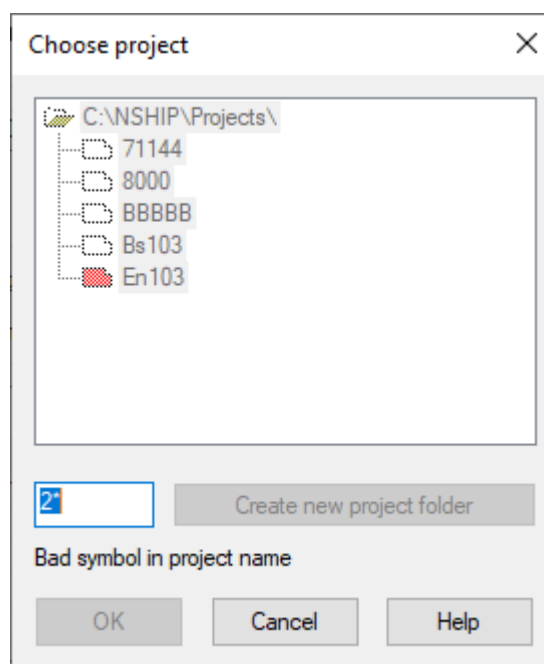 Choose project
C:\NSHIP\Projects\
71144
8000
BBBBB
Bs103
En103
2*
Create new project folder
Bad symbol in project name
OK
Cancel
Help